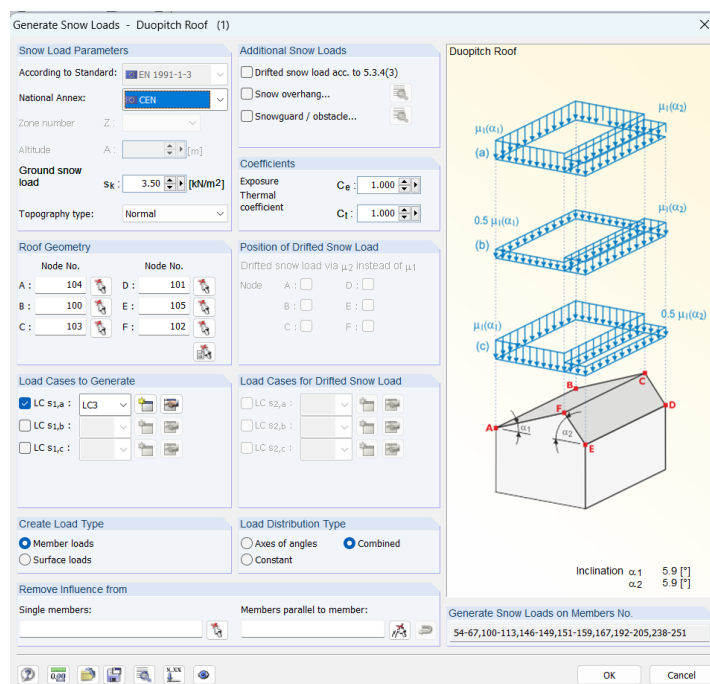 Generate Snow Loads - Duopitch Roof (1)
Snow Load Parameters
According to Standard: EN 1991-1-3
National Annex: CEN
Zone number Z :
Altitude A : [m]
Ground snow load sk : 3.50 [kN/m2]
Topography type: Normal
Additional Snow Loads
Drifted snow load acc. to 5.3.4(3)
Snow overhang...
Snowguard / obstacle...
Coefficients
Exposure Ce : 1.000
Thermal coefficient Ct : 1.000
Roof Geometry
Node No. Node No.
A : 104 D : 101
B : 100 E : 105
C : 103 F : 102
Position of Drifted Snow Load
Drifted snow load via μ2 instead of μ1
Node A : D :
B : E :
C : F :
Load Cases to Generate
LC s1,a : LC3
LC s1,b :
LC s1,c :
Load Cases for Drifted Snow Load
LC s2,a :
LC s2,b :
LC s2,c :
Create Load Type
Member loads
Surface loads
Load Distribution Type
Axes of angles Combined
Constant
Remove Influence from
Single members:
Members parallel to member:
Duopitch Roof
μ1(α2)
μ1(α1)
(a)
μ1(α2)
0.5 μ1(α1)
(b)
0.5 μ1(α2)
μ1(α1)
(c)
B
C
F
D
A
α1
α2
E
Inclination α1 5.9 [°]
α2 5.9 [°]
Generate Snow Loads on Members No.
54-67,100-113,146-149,151-159,167,192-205,238-251
0.00
X.XX
OK Cancel